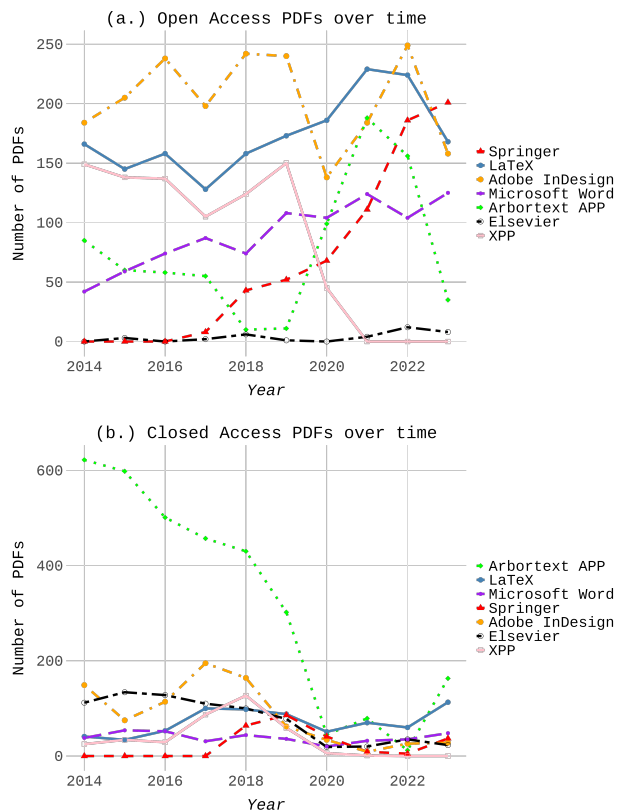 (a.) Open Access PDFs over time
250
200
150
100
50
0
Number of PDFs
2014 2016 2018 2020 2022
Year
Springer
LaTeX
Adobe InDesign
Microsoft Word
Arbortext APP
Elsevier
XPP
(b.) Closed Access PDFs over time
600
400
200
0
Number of PDFs
2014 2016 2018 2020 2022
Year
Arbortext APP
LaTeX
Microsoft Word
Springer
Adobe InDesign
Elsevier
XPP